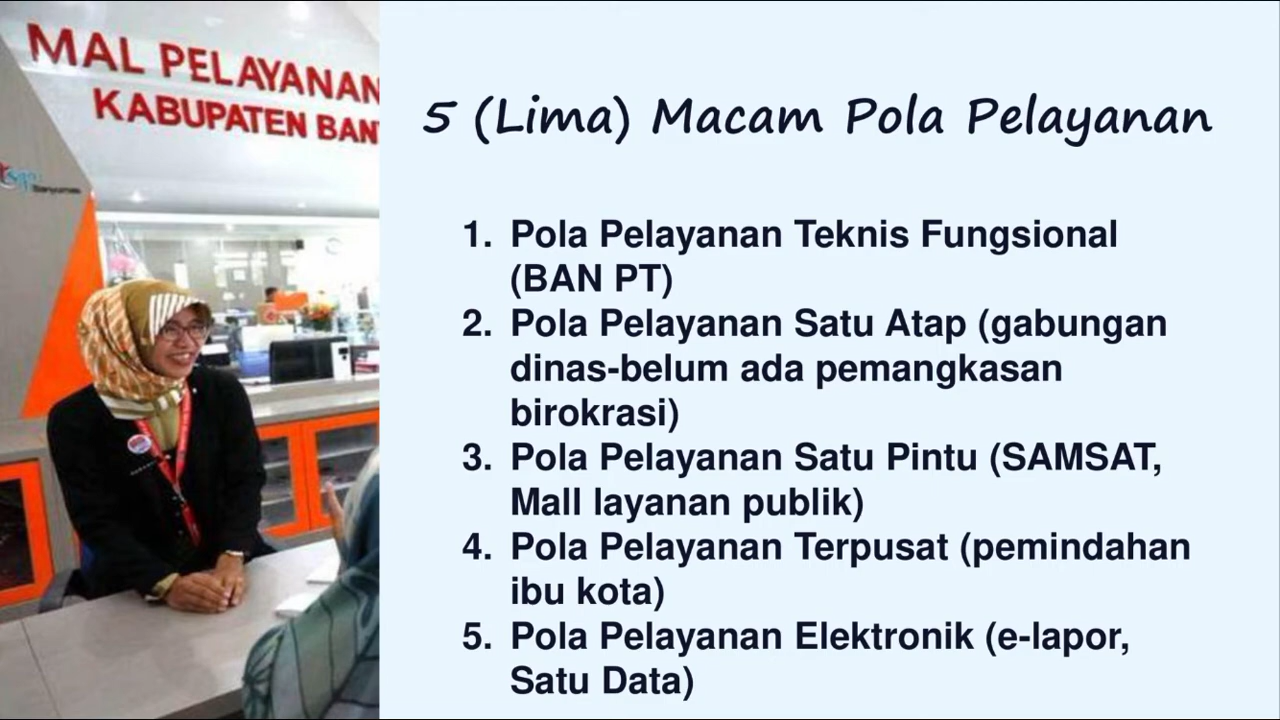 MAL PELAYANAN
KABUPATEN BAN
Banyumas
5 (Lima) Macam Pola Pelayanan
1. Pola Pelayanan Teknis Fungsional
(BAN PT)
2. Pola Pelayanan Satu Atap (gabungan
dinas-belum ada pemangkasan
birokrasi)
3. Pola Pelayanan Satu Pintu (SAMSAT,
Mall layanan publik)
4. Pola Pelayanan Terpusat (pemindahan
ibu kota)
5. Pola Pelayanan Elektronik (e-lapor,
Satu Data)